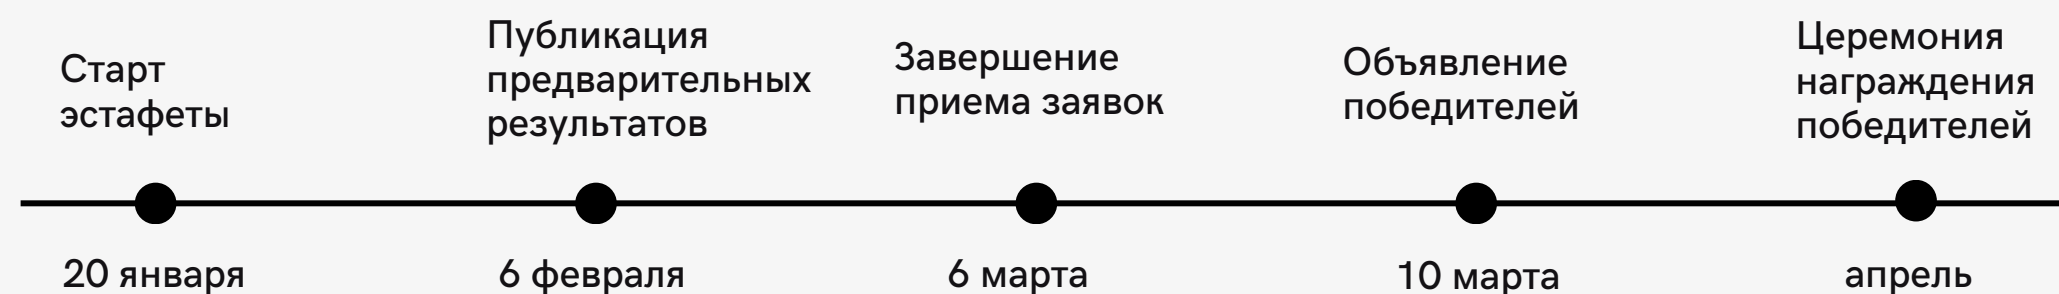 Старт
эстафеты
Публикация
предварительных
результатов
Завершение
приема заявок
Объявление
победителей
Церемония
награждения
победителей
20 января
6 февраля
6 марта
10 марта
апрель